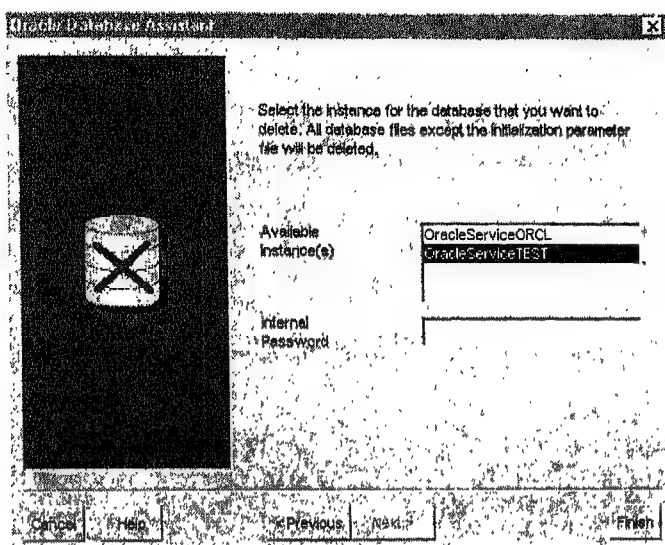 Oracle Database Assistant
Select the instance for the database that you want to
delete. All database files except the initialization parameter
file will be deleted.
Available
Instance(s)
OracleServiceORCL
OracleServiceTEST
Internal
Password
Cancel
Help
< Previous
Next >
Finish